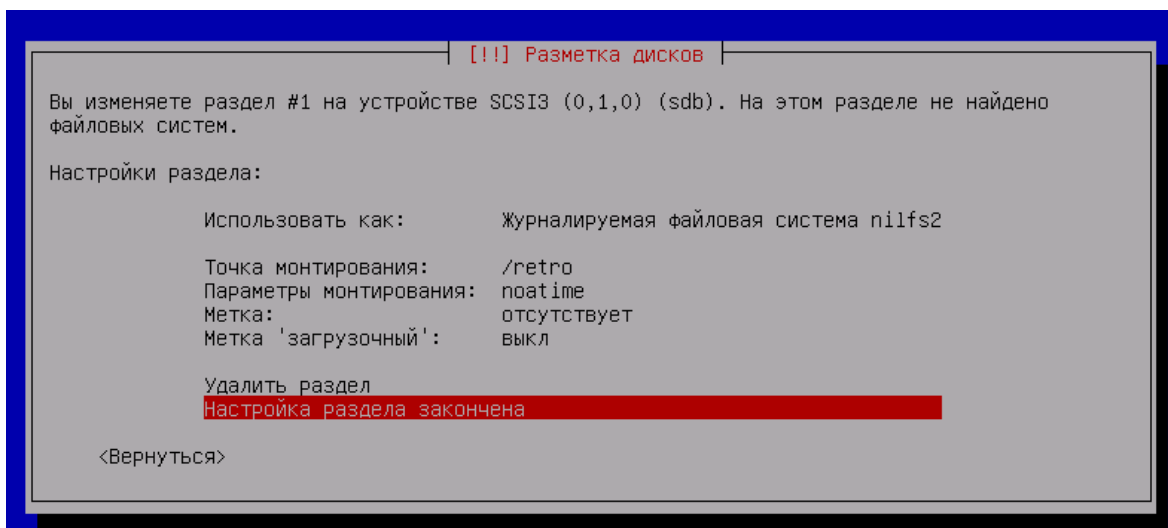 [!!] Разметка дисков
Вы изменяете раздел #1 на устройстве SCSI3 (0,1,0) (sdb). На этом разделе не найдено
файловых систем.
Настройки раздела:
Использовать как: Журналируемая файловая система nilfs2
Точка монтирования: /retro
Параметры монтирования: noatime
Метка: отсутствует
Метка 'загрузочный': выкл
Удалить раздел
Настройка раздела закончена
<Вернуться>